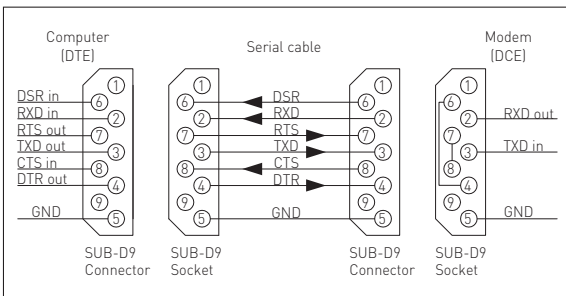 Computer
(DTE)
Serial cable
Modem
(DCE)
DSR in
RXD in
RTS out
TXD out
CTS in
DTR out
GND
1
6
2
7
3
8
4
9
5
SUB-D9
Connector
1
6
2
7
3
8
4
9
5
SUB-D9
Socket
DSR
RXD
RTS
TXD
CTS
DTR
GND
1
6
2
7
3
8
4
9
5
SUB-D9
Connector
1
6
2
7
3
8
4
9
5
SUB-D9
Socket
RXD out
TXD in
GND